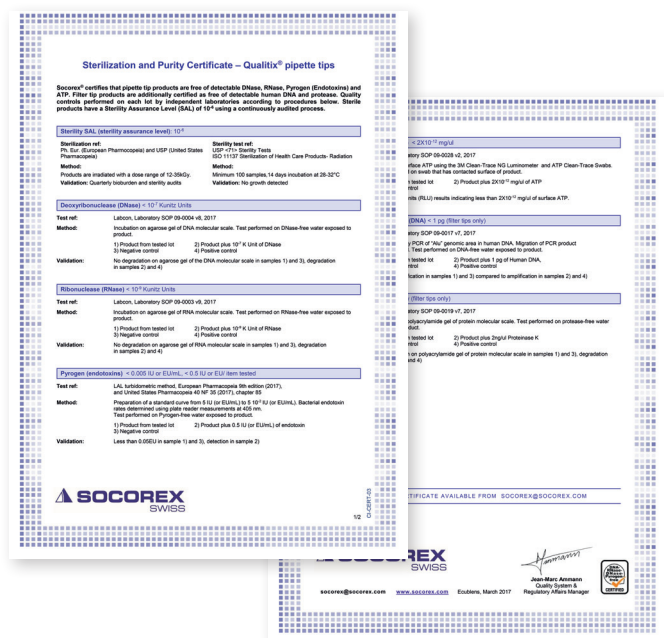 Sterilization and Purity Certificate – Qualitix® pipette tips
Socorex® certifies that pipette tip products are free of detectable DNase, RNase, Pyrogen (Endotoxins) and
ATP. Filter tip products are additionally certified as free of detectable human DNA and protease. Quality
controls performed on each lot by independent laboratories according to procedures below. Sterile
products have a Sterility Assurance Level (SAL) of 10-6 using a continuously audited process.
Sterility SAL (sterility assurance level): 10-6
Sterilization ref:
Ph. Eur. (European Pharmacopeia) and USP (United States
Pharmacopeia)
Method:
Products are irradiated with a dose range of 12-35kGy.
Validation: Quarterly bioburden and sterility audits
Sterility test ref:
USP <71> Sterility Tests
ISO 11137 Sterilization of Health Care Products- Radiation
Method:
Minimum 100 samples,14 days incubation at 28-32°C
Validation: No growth detected
Deoxyribonuclease (DNase) < 10-7 Kunitz Units
Test ref: Labcon, Laboratory SOP 09-0004 v8, 2017
Method: Incubation on agarose gel of DNA molecular scale. Test performed on DNase-free water exposed to
product.
1) Product from tested lot 2) Product plus 10-7 K Unit of DNase
3) Negative control 4) Positive control
Validation: No degradation on agarose gel of the DNA molecular scale in samples 1) and 3), degradation
in samples 2) and 4)
Ribonuclease (RNase) < 10-9 Kunitz Units
Test ref: Labcon, Laboratory SOP 09-0003 v9, 2017
Method: Incubation on agarose gel of RNA molecular scale. Test performed on RNase-free water exposed to
product.
1) Product from tested lot 2) Product plus 10-9 K Unit of RNase
3) Negative control 4) Positive control
Validation: No degradation on agarose gel of RNA molecular scale in samples 1) and 3), degradation
in samples 2) and 4)
Pyrogen (endotoxins) < 0.005 IU or EU/mL, < 0.5 IU or EU/ item tested
Test ref: LAL turbidometric method, European Pharmacopeia 9th edition (2017),
and United States Pharmacopeia 40 NF 35 (2017), chapter 85
Method: Preparation of a standard curve from 5 IU (or EU/mL) to 5 10-3 IU (or EU/mL). Bacterial endotoxin
rates determined using plate reader measurements at 405 nm.
Test performed on Pyrogen-free water exposed to product.
1) Product from tested lot 2) Product plus 0.5 IU (or EU/mL) of endotoxin
3) Negative control
Validation: Less than 0.05EU in sample 1) and 3), detection in sample 2)
SOCOREX
SWISS
1/2
CI-CERT-03
< 2X10-12 mg/ul
atory SOP 09-0028 v2, 2017
rface ATP using the 3M Clean-Trace NG Luminometer and ATP Clean-Trace Swabs.
on swab that has contacted surface of product.
tested lot 2) Product plus 2X10-12 mg/ul of ATP
ntrol
nits (RLU) results indicating less than 2X10-12 mg/ul of surface ATP.
(DNA) < 1 pg (filter tips only)
atory SOP 09-0017 v7, 2017
y PCR of "Alu" genomic area in human DNA. Migration of PCR product
. Test performed on DNA-free water exposed to product.
tested lot 2) Product plus 1 pg of Human DNA,
ntrol 4) Positive control
fication in samples 1) and 3) compared to amplification in samples 2) and 4)
(filter tips only)
atory SOP 09-0019 v7, 2017
polyacrylamide gel of protein molecular scale. Test performed on protease-free water
duct.
tested lot 2) Product plus 2ng/ul Proteinase K
ntrol 4) Positive control
n on polyacrylamide gel of protein molecular scale in samples 1) and 3), degradation
and 4)
RTIFICATE AVAILABLE FROM SOCOREX@SOCOREX.COM
REX
SWISS
socorex@socorex.com www.socorex.com Ecublens, March 2017
Jean-Marc Ammann
Quality System &
Regulatory Affairs Manager
CERTIFIED